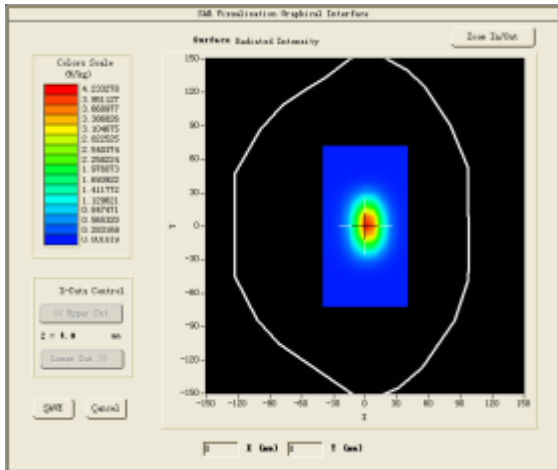 SAR Visualisation Graphical Interface
Surface Radiated Intensity
Zoom In/Out
Colors Scale
(W/kg)
4.233278
3.951127
3.668977
3.386826
3.104675
2.822525
2.540374
2.258224
1.976073
1.693922
1.411772
1.129621
0.847471
0.565320
0.283169
0.001019
Z-Cuts Control
<< Upper Cut
Z = 4.0 mm
Lower Cut >>
SAVE
Cancel
150
120
90
60
30
0
-30
-60
-90
-120
-150
Y
-150 -120 -90 -60 -30 0 30 60 90 120 150
X
X (mm)
Y (mm)